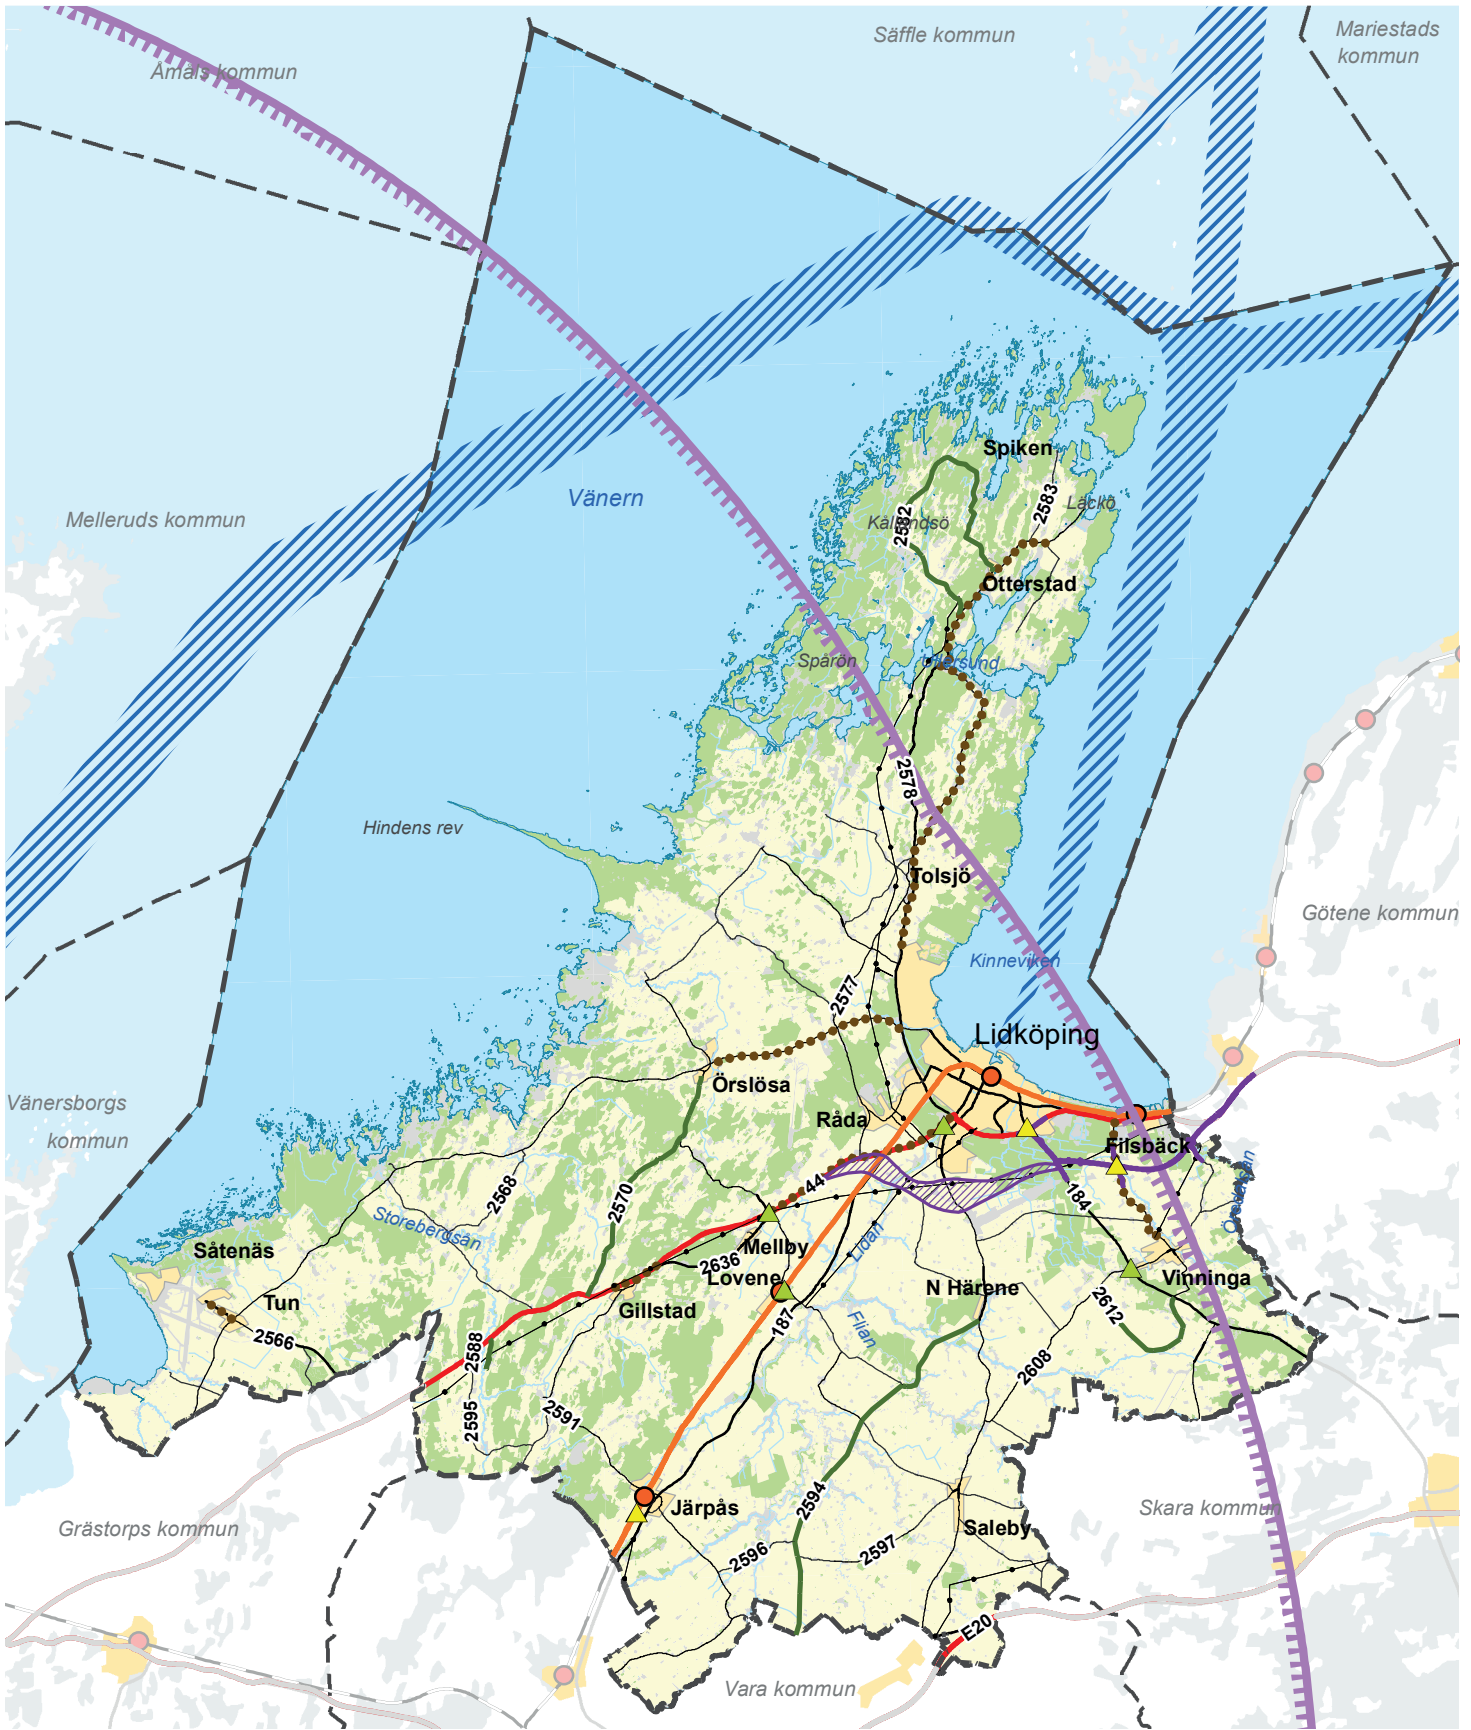 Säffle kommun
Mariestads
kommun
Åmåls kommun
Spiken
Vänern
2583
Läckö
Melleruds kommun
Kållandsö
2582
Otterstad
Spårön
Ullersund
2578
Hindens rev
Tolsjö
Götene kommun
Kinneviken
2577
Lidköping
Örslösa
Vänersborgs
kommun
Råda
Filsbäck
44
184
2568
2570
Storebergsån
Öredalsån
Såtenäs
Mellby
Lidan
2636
Lovene
Vinninga
N Härene
Tun
Gillstad
2612
187
Flian
2566
2588
2608
2595
2591
2594
Järpås
Skara kommun
Grästorps kommun
Saleby
2596
2597
E20
Vara kommun